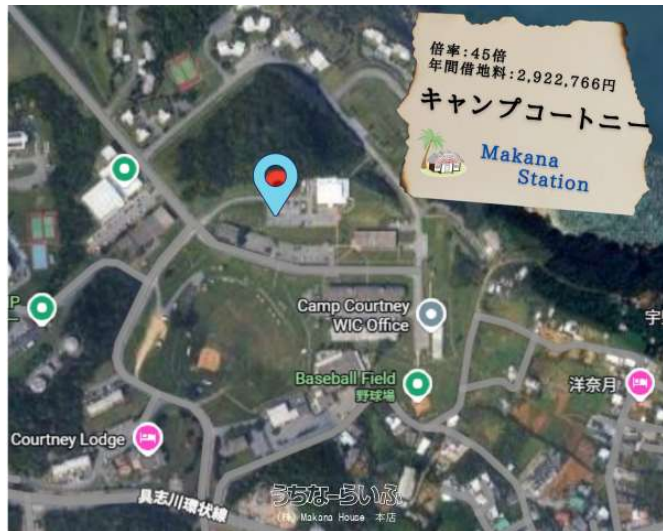 倍率:45倍
年間借地料:2,922,766円
キャンプコートニー
Makana
Station
Camp Courtney
WIC Office
P
宇
Baseball Field
野球場
洋奈月
Courtney Lodge
具志川環状線
うちなーらいふ
(株) Makana House 本店